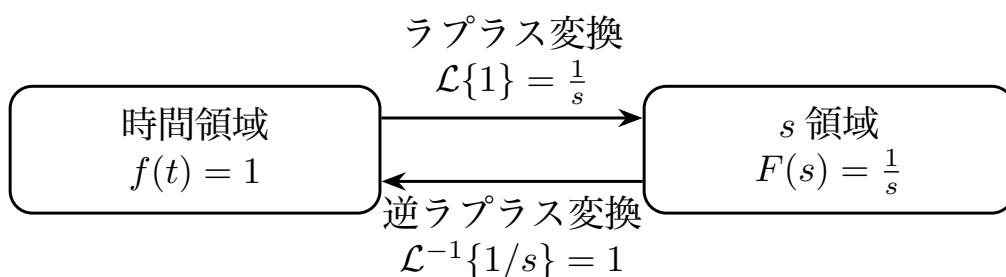 ラプラス変換
ℒ{1} = 1/s
時間領域
f(t) = 1
s 領域
F(s) = 1/s
逆ラプラス変換
ℒ⁻¹{1/s} = 1